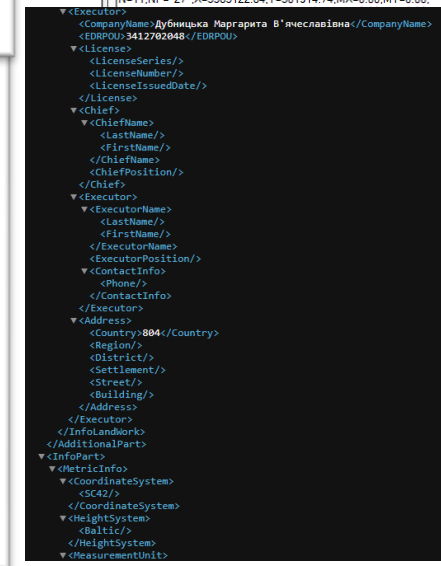 ▼<Executor>
<CompanyName>Дубницька Маргарита В'ячеславівна</CompanyName>
<EDRPOU>3412702048</EDRPOU>
▼<License>
<LicenseSeries/>
<LicenseNumber/>
<LicenseIssuedDate/>
</License>
▼<Chief>
▼<ChiefName>
<LastName/>
<FirstName/>
</ChiefName>
<ChiefPosition/>
</Chief>
▼<Executor>
▼<ExecutorName>
<LastName/>
<FirstName/>
</ExecutorName>
<ExecutorPosition/>
▼<ContactInfo>
<Phone/>
</ContactInfo>
</Executor>
▼<Address>
<Country>804</Country>
<Region/>
<District/>
<Settlement/>
<Street/>
<Building/>
</Address>
</Executor>
</InfoLandWork>
</AdditionalPart>
▼<InfoPart>
▼<MetricInfo>
▼<CoordinateSystem>
<SC42/>
</CoordinateSystem>
▼<HeightSystem>
<Baltic/>
</HeightSystem>
▼<MeasurementUnit>